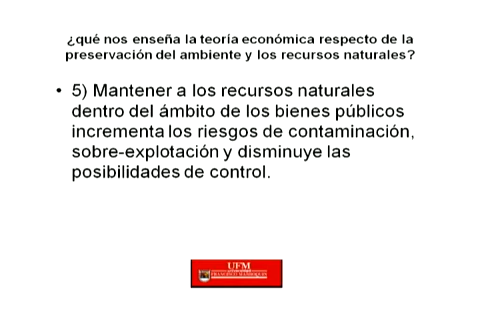 ¿qué nos enseña la teoría económica respecto de la
preservación del ambiente y los recursos naturales?
• 5) Mantener a los recursos naturales
dentro del ámbito de los bienes públicos
incrementa los riesgos de contaminación,
sobre-explotación y disminuye las
posibilidades de control.
UFM
FRANCISCO MARROQUIN